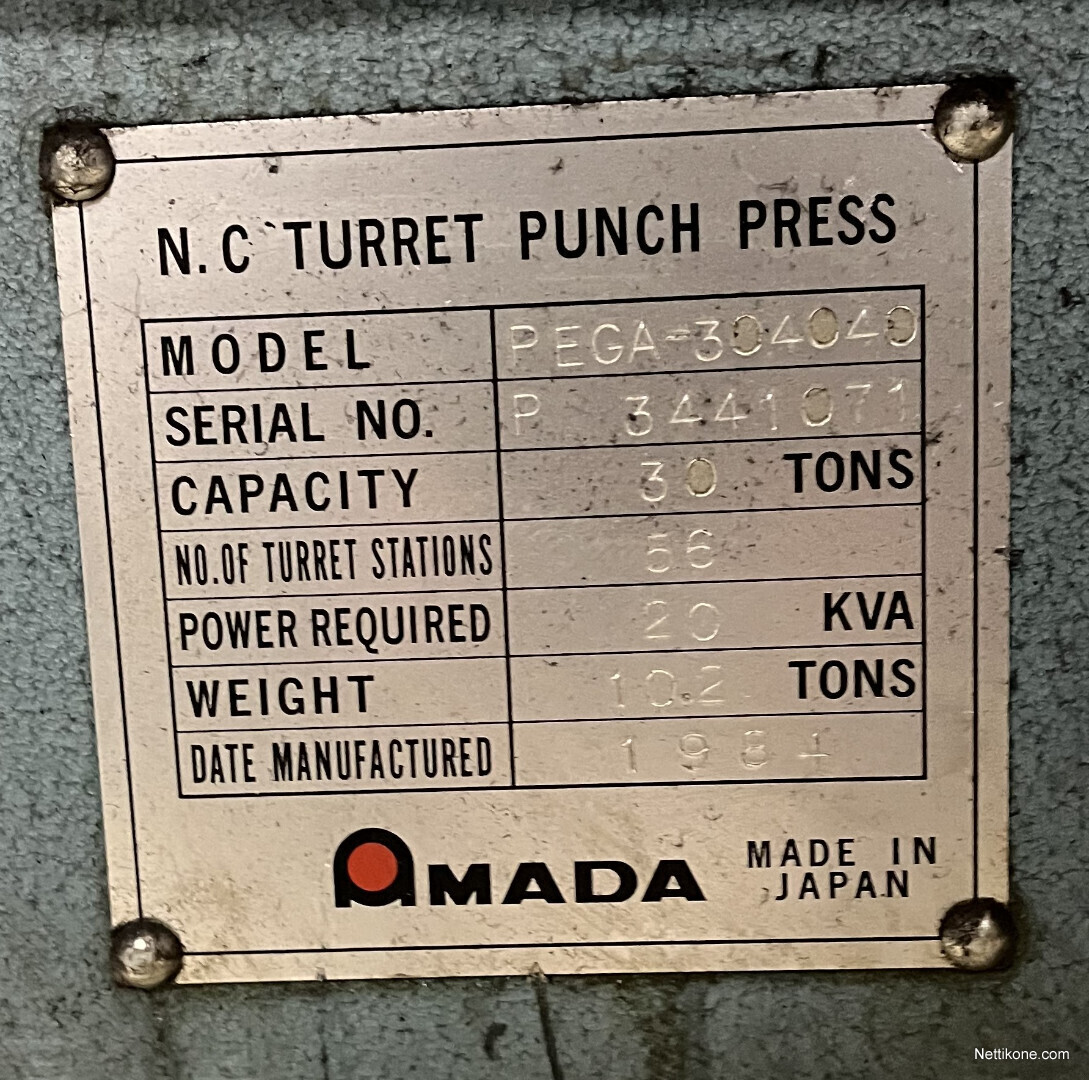 N.C TURRET PUNCH PRESS
MODEL PEGA-304040
SERIAL NO. P 3441071
CAPACITY 30 TONS
NO.OF TURRET STATIONS 56
POWER REQUIRED 20 KVA
WEIGHT 10.2 TONS
DATE MANUFACTURED 1984
AMADA MADE IN
JAPAN
Nettikone.com